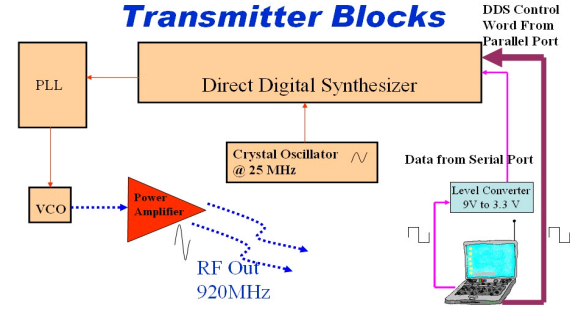 Transmitter Blocks
DDS Control
Word From
Parallel Port
PLL
Direct Digital Synthesizer
Crystal Oscillator
@ 25 MHz
Data from Serial Port
Level Converter
9V to 3.3 V
VCO
Power
Amplifier
RF Out
920MHz